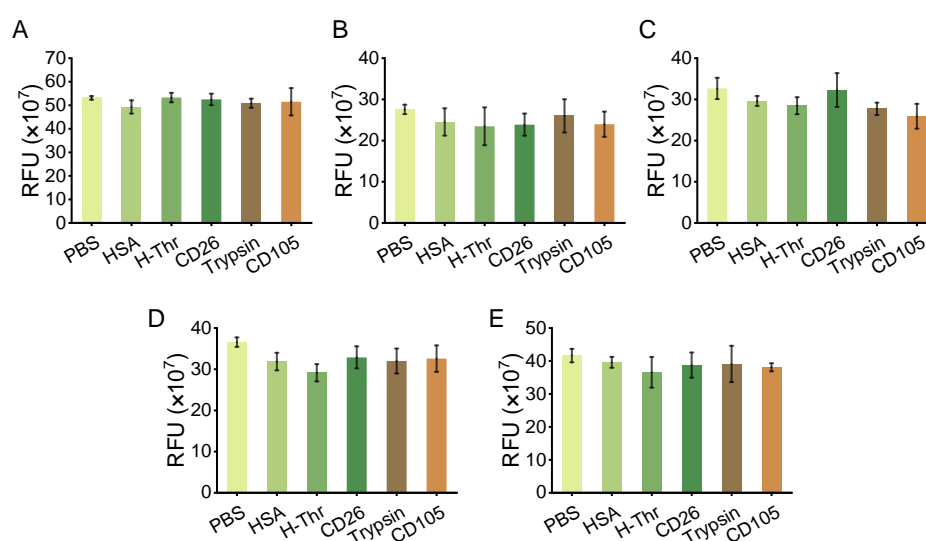 A
RFU (×10⁷)
70
60
50
40
30
20
10
0
PBS
HSA
H-Thr
CD26
Trypsin
CD105
B
RFU (×10⁷)
40
30
20
10
0
PBS
HSA
H-Thr
CD26
Trypsin
CD105
C
RFU (×10⁷)
40
30
20
10
0
PBS
HSA
H-Thr
CD26
Trypsin
CD105
D
RFU (×10⁷)
40
30
20
10
0
PBS
HSA
H-Thr
CD26
Trypsin
CD105
E
RFU (×10⁷)
50
40
30
20
10
0
PBS
HSA
H-Thr
CD26
Trypsin
CD105